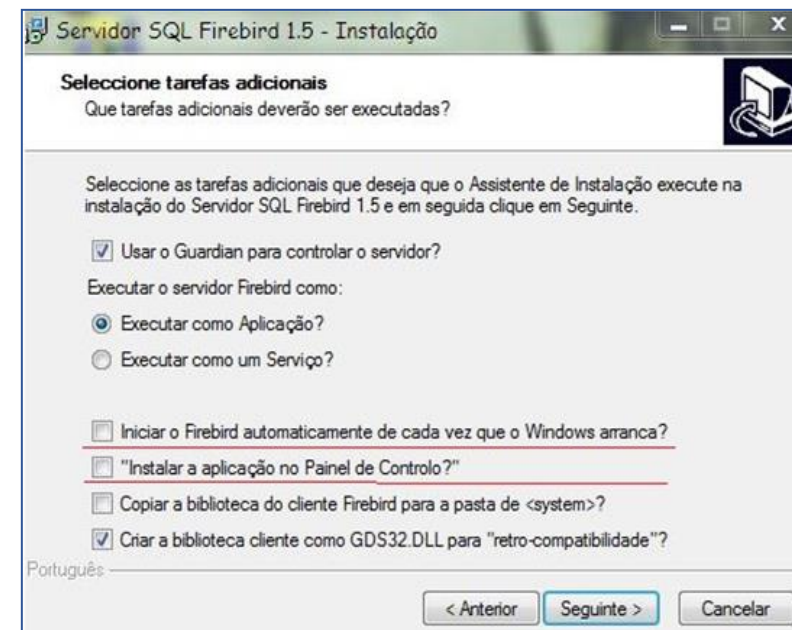 Servidor SQL Firebird 1.5 - Instalação
Seleccione tarefas adicionais
Que tarefas adicionais deverão ser executadas?
Seleccione as tarefas adicionais que deseja que o Assistente de Instalação execute na
instalação do Servidor SQL Firebird 1.5 e em seguida clique em Seguinte.
Usar o Guardian para controlar o servidor?
Executar o servidor Firebird como:
Executar como Aplicação?
Executar como um Serviço?
Iniciar o Firebird automaticamente de cada vez que o Windows arranca?
"Instalar a aplicação no Painel de Controlo?"
Copiar a biblioteca do cliente Firebird para a pasta de <system>?
Criar a biblioteca cliente como GDS32.DLL para "retro-compatibilidade"?
Português
< Anterior Seguinte > Cancelar